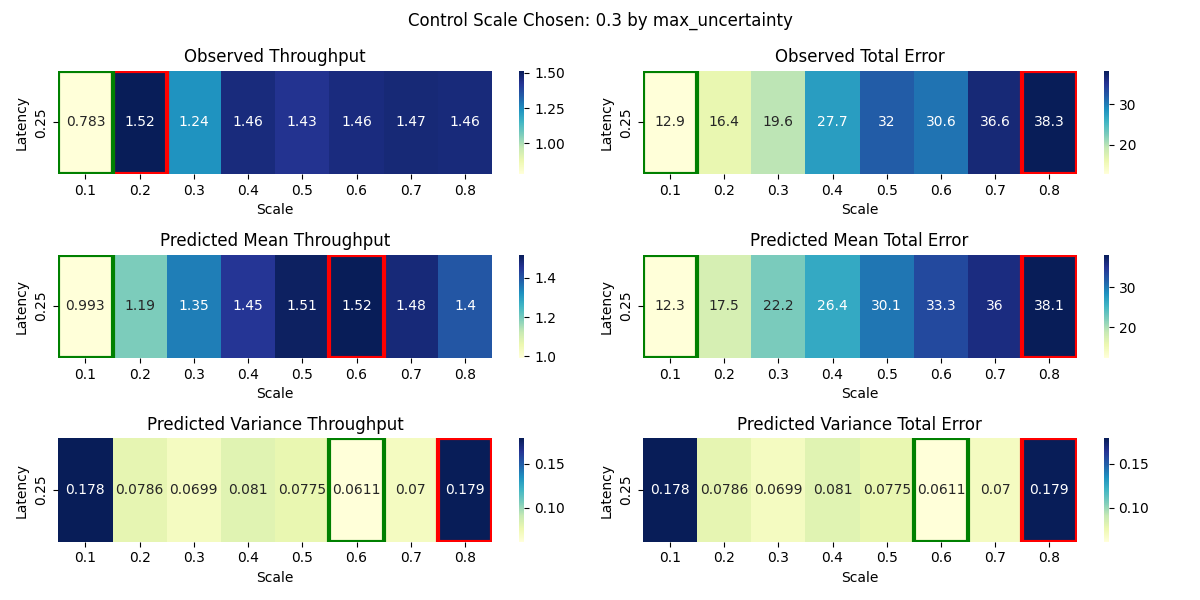 Control Scale Chosen: 0.3 by max_uncertainty
Observed Throughput
Latency
0.25
0.783 1.52 1.24 1.46 1.43 1.46 1.47 1.46
0.1 0.2 0.3 0.4 0.5 0.6 0.7 0.8
Scale
1.50
1.25
1.00
Observed Total Error
Latency
0.25
12.9 16.4 19.6 27.7 32 30.6 36.6 38.3
0.1 0.2 0.3 0.4 0.5 0.6 0.7 0.8
Scale
30
20
Predicted Mean Throughput
Latency
0.25
0.993 1.19 1.35 1.45 1.51 1.52 1.48 1.4
0.1 0.2 0.3 0.4 0.5 0.6 0.7 0.8
Scale
1.4
1.2
1.0
Predicted Mean Total Error
Latency
0.25
12.3 17.5 22.2 26.4 30.1 33.3 36 38.1
0.1 0.2 0.3 0.4 0.5 0.6 0.7 0.8
Scale
30
20
Predicted Variance Throughput
Latency
0.25
0.178 0.0786 0.0699 0.081 0.0775 0.0611 0.07 0.179
0.1 0.2 0.3 0.4 0.5 0.6 0.7 0.8
Scale
0.15
0.10
Predicted Variance Total Error
Latency
0.25
0.178 0.0786 0.0699 0.081 0.0775 0.0611 0.07 0.179
0.1 0.2 0.3 0.4 0.5 0.6 0.7 0.8
Scale
0.15
0.10